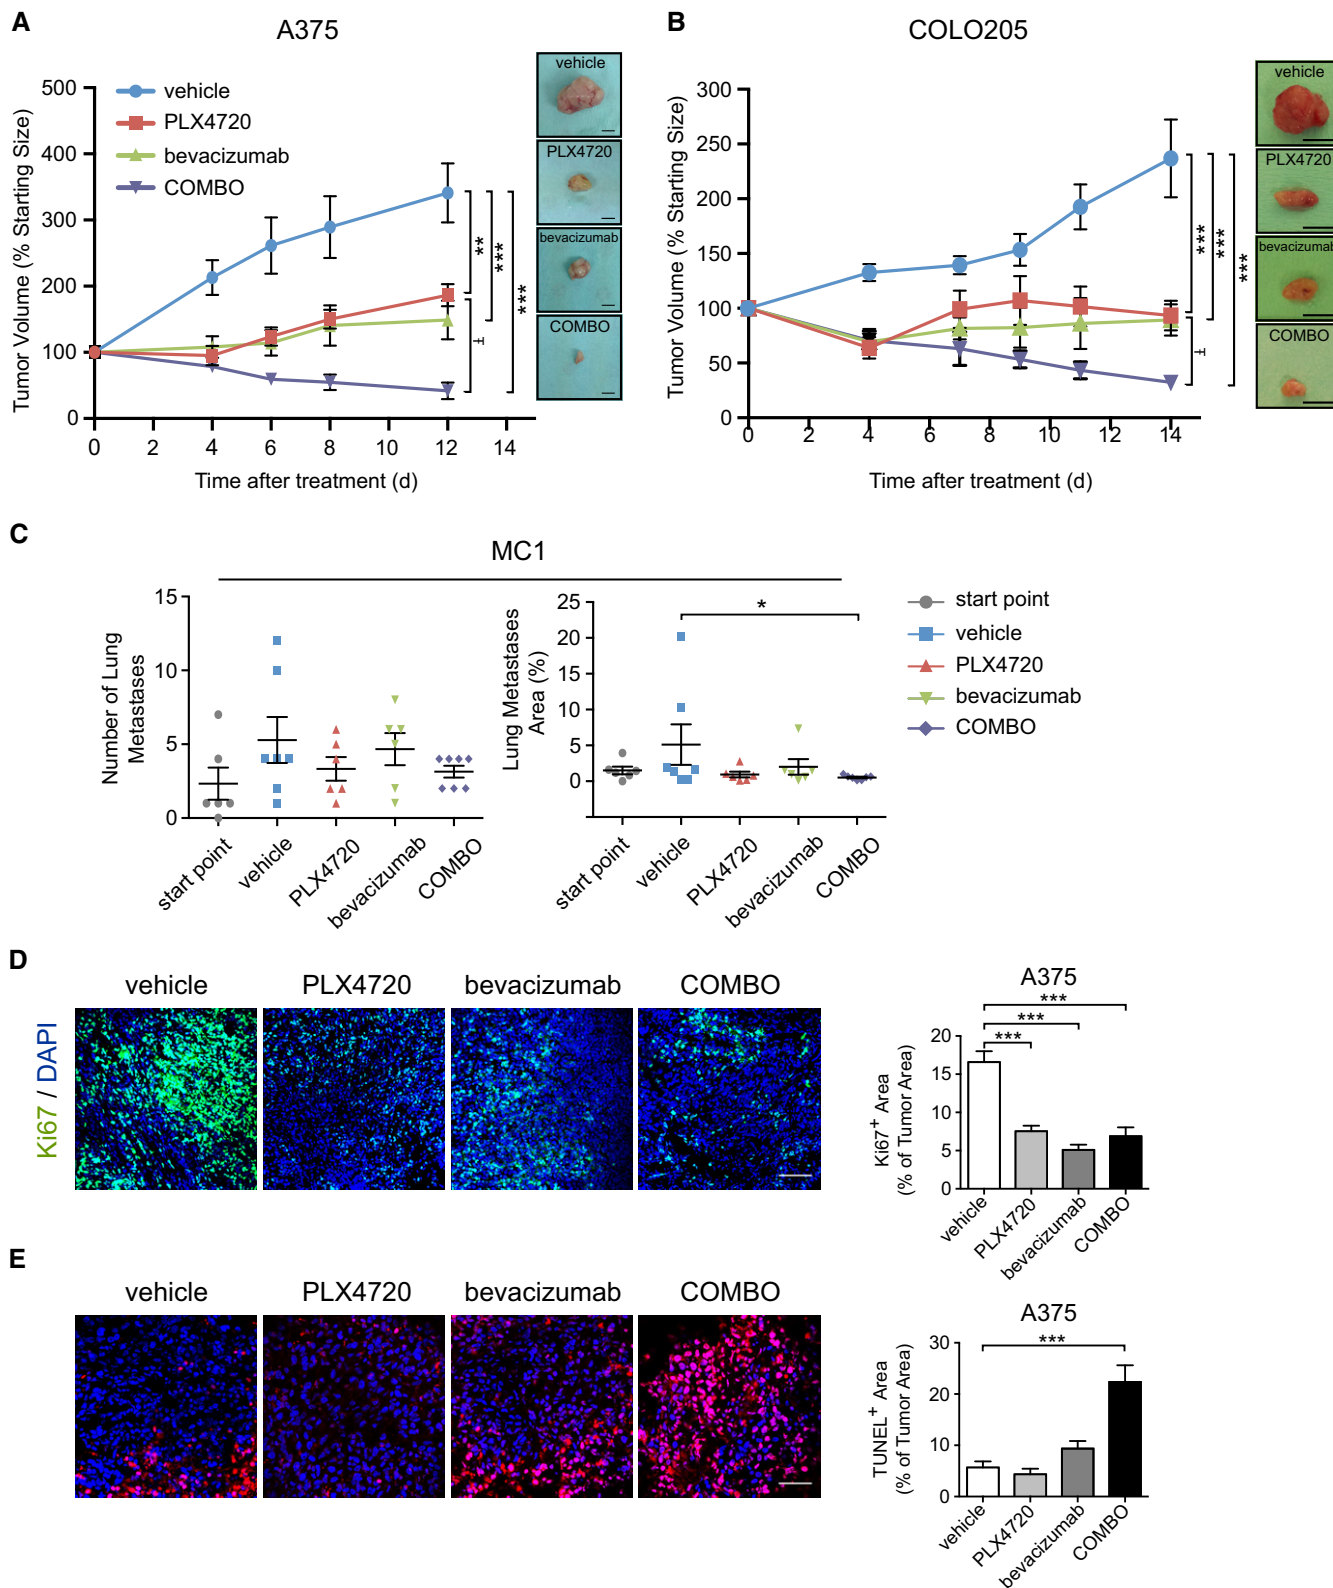 A
A375
Tumor Volume (% Starting Size)
500
400
300
200
100
0
0 2 4 6 8 10 12 14
Time after treatment (d)
vehicle
PLX4720
bevacizumab
COMBO
**
***
***
vehicle
PLX4720
bevacizumab
COMBO
B
COLO205
Tumor Volume (% Starting Size)
300
250
200
150
100
50
0
0 2 4 6 8 10 12 14
Time after treatment (d)
***
***
***
vehicle
PLX4720
bevacizumab
COMBO
C
MC1
Number of Lung
Metastases
15
10
5
0
start point
vehicle
PLX4720
bevacizumab
COMBO
Lung Metastases
Area (%)
25
20
15
10
5
0
*
start point
vehicle
PLX4720
bevacizumab
COMBO
start point
vehicle
PLX4720
bevacizumab
COMBO
D
Ki67 / DAPI
vehicle
PLX4720
bevacizumab
COMBO
A375
Ki67+ Area
(% of Tumor Area)
20
15
10
5
0
***
***
***
vehicle
PLX4720
bevacizumab
COMBO
E
vehicle
PLX4720
bevacizumab
COMBO
A375
TUNEL+ Area
(% of Tumor Area)
30
20
10
0
***
vehicle
PLX4720
bevacizumab
COMBO